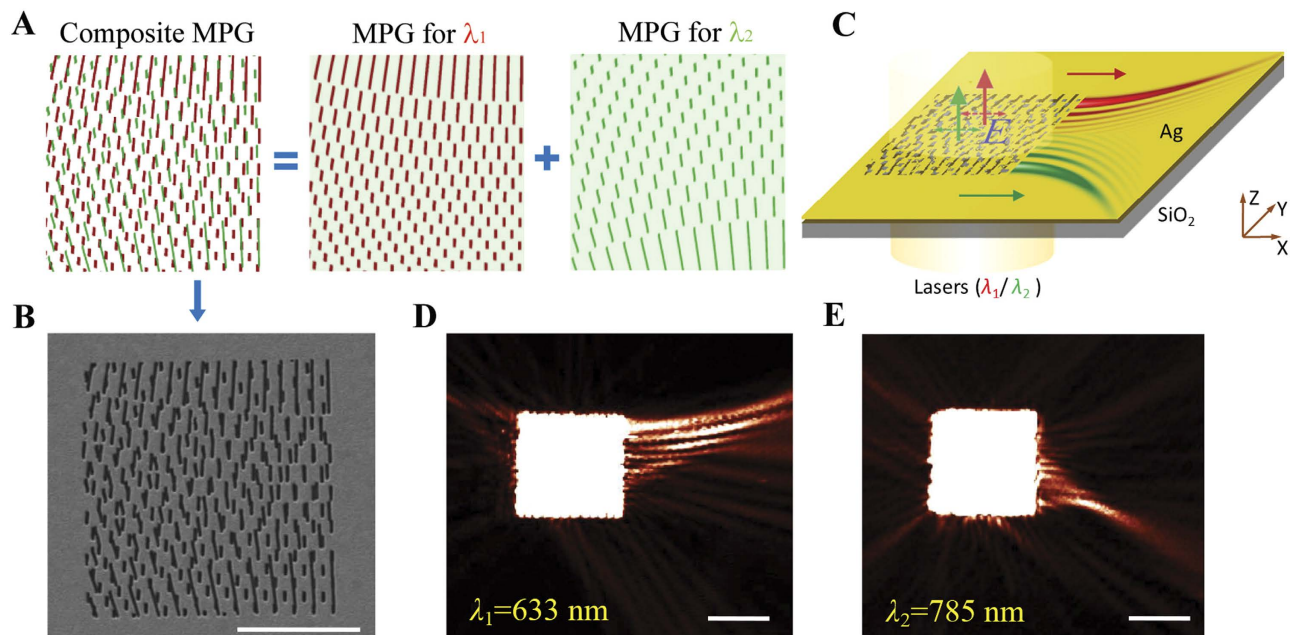 A
Composite MPG
MPG for λ₁
MPG for λ₂
C
=
+
E
Ag
SiO₂
Z
Y
X
Lasers (λ₁/ λ₂ )
B
D
E
λ₁=633 nm
λ₂=785 nm